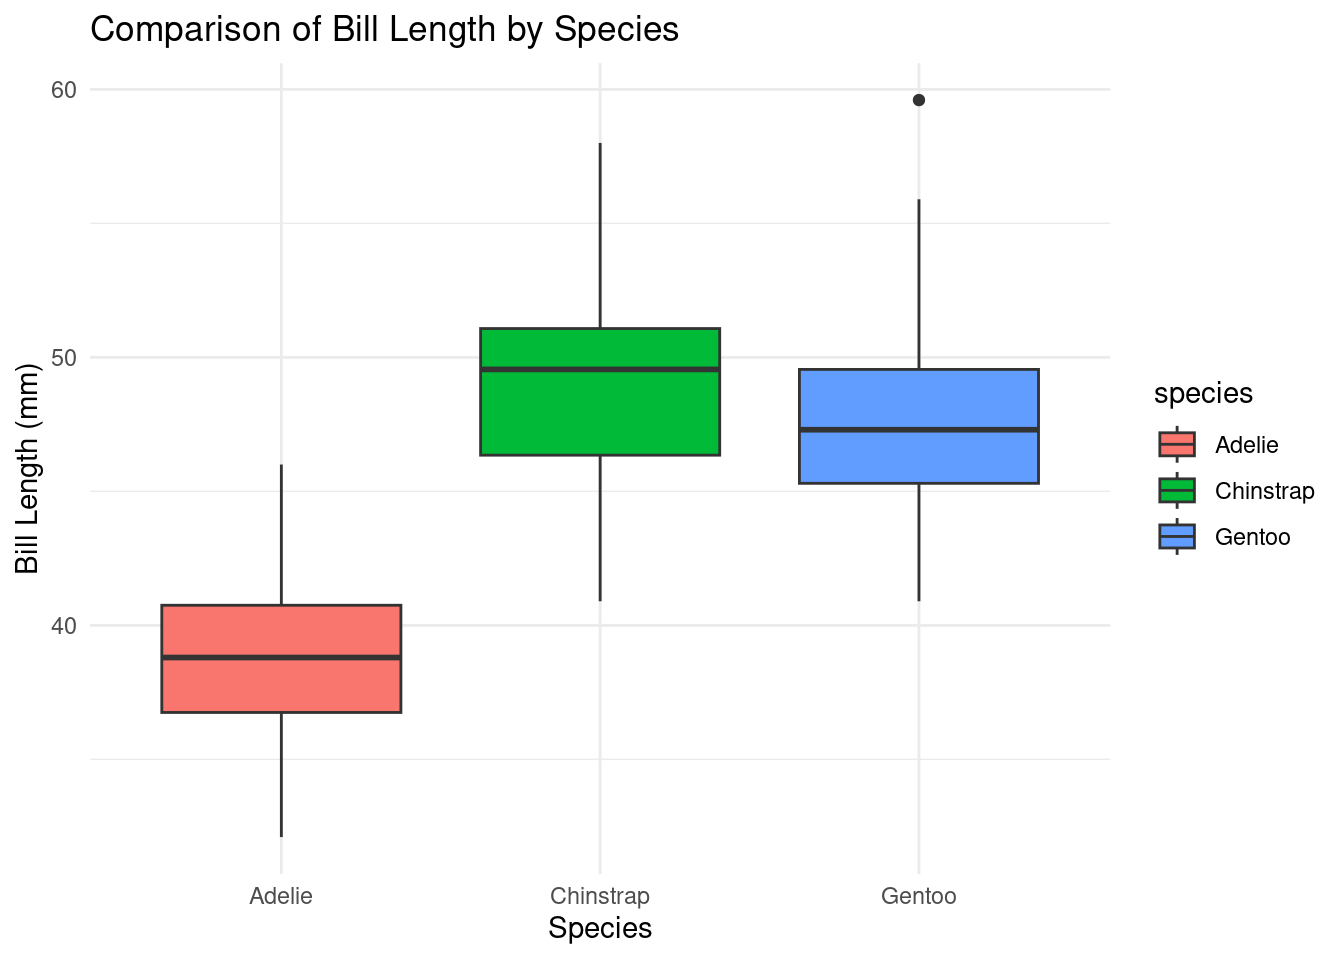 Comparison of Bill Length by Species
60
50
40
Bill Length (mm)
Adelie
Chinstrap
Gentoo
Species
species
Adelie
Chinstrap
Gentoo